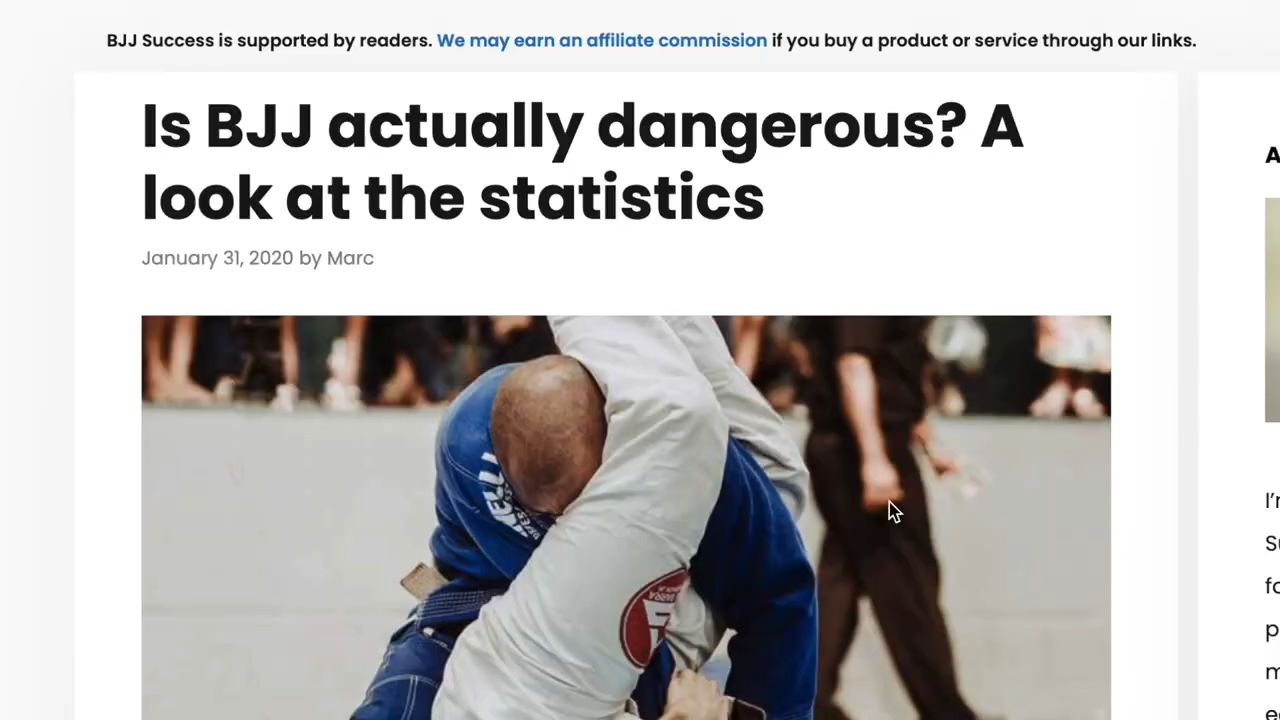 BJJ Success is supported by readers. We may earn an affiliate commission if you buy a product or service through our links.
Is BJJ actually dangerous? A
look at the statistics
January 31, 2020 by Marc